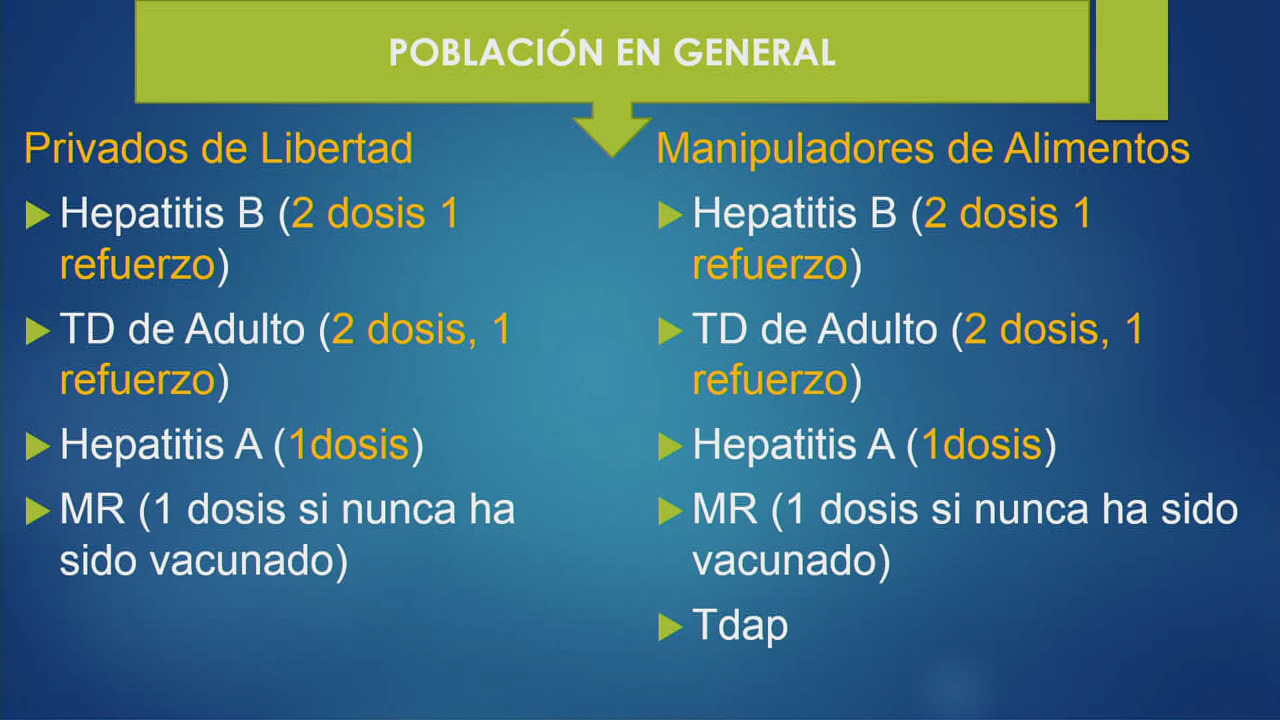 POBLACIÓN EN GENERAL
Privados de Libertad
Hepatitis B (2 dosis 1
refuerzo)
TD de Adulto (2 dosis, 1
refuerzo)
Hepatitis A (1dosis)
MR (1 dosis si nunca ha
sido vacunado)
Manipuladores de Alimentos
Hepatitis B (2 dosis 1
refuerzo)
TD de Adulto (2 dosis, 1
refuerzo)
Hepatitis A (1dosis)
MR (1 dosis si nunca ha sido
vacunado)
Tdap